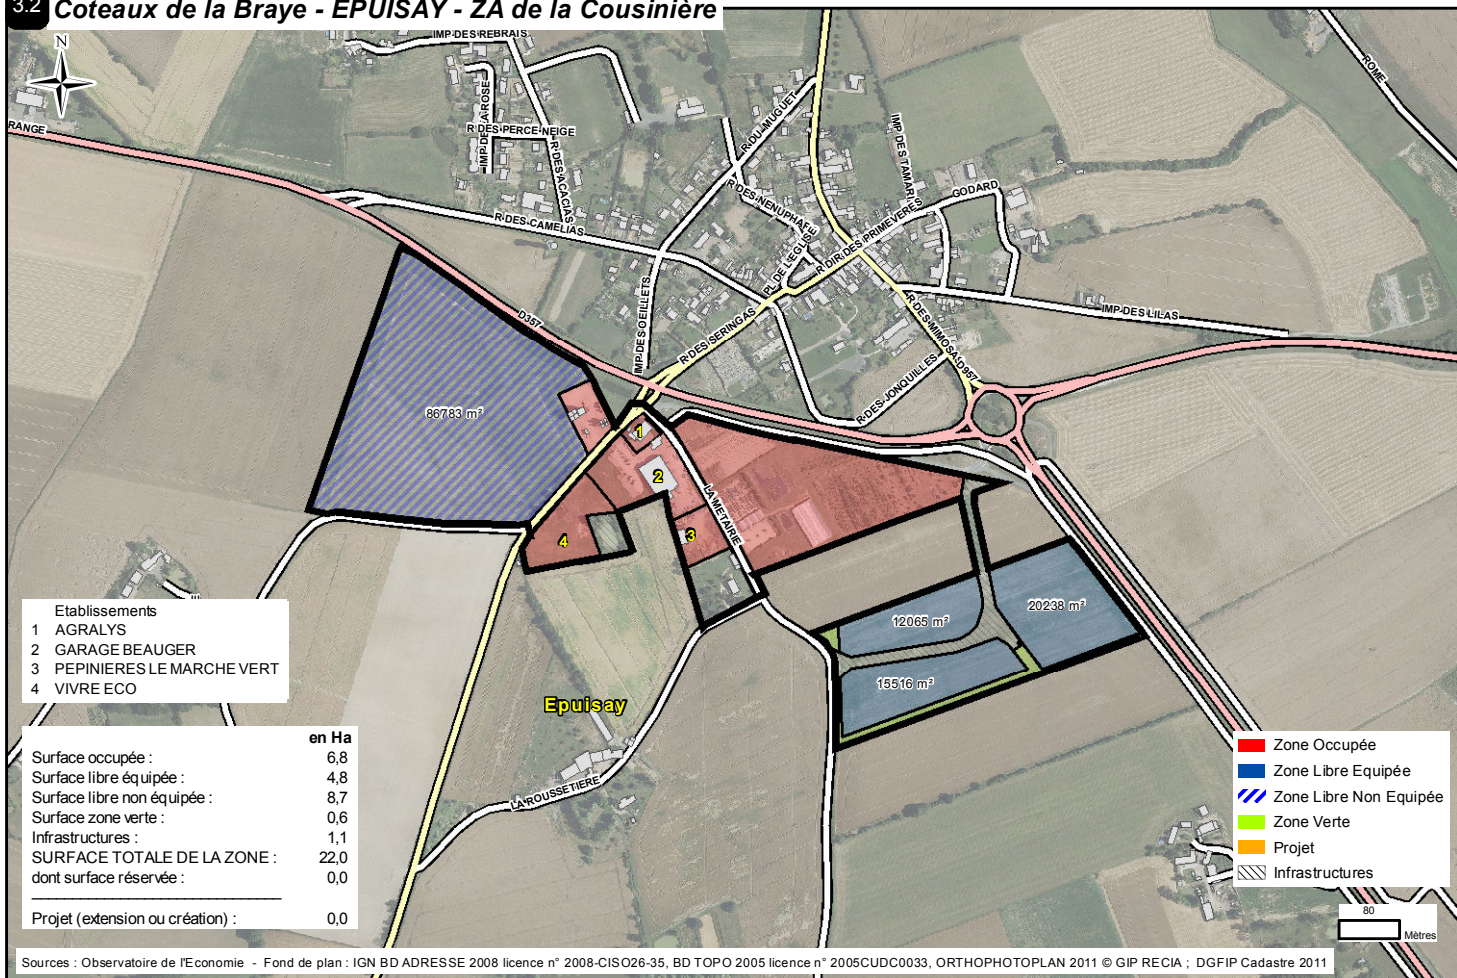 3.2 Coteaux de la Braye - EPUISAY - ZA de la Cousinière
N
IMP DES REBRAIS
RANGE
IMP DE LA ROSE
R DES PERCE NEIGE
R DES ACACIAS
R DU MUGUET
IMP DES TAMARI
ROME
R DES NENUPHARS
GODARD
R DES CAMELIAS
PL DE L'EGLISE
R DIR DES PRIMEVERES
IMP DES OEILLETS
D357
R DES SERINGAS
R DES MIMOSAS
D957
IMP DES LILAS
R DES JONQUILLES
86783 m²
1
2
LA METAIRIE
3
4
12065 m²
20238 m²
15516 m²
Epuisay
LA ROUSSETIERE
Etablissements
1 AGRALYS
2 GARAGE BEAUGER
3 PEPINIERES LE MARCHE VERT
4 VIVRE ECO
en Ha
Surface occupée : 6,8
Surface libre équipée : 4,8
Surface libre non équipée : 8,7
Surface zone verte : 0,6
Infrastructures : 1,1
SURFACE TOTALE DE LA ZONE : 22,0
dont surface réservée : 0,0
Projet (extension ou création) : 0,0
Zone Occupée
Zone Libre Equipée
Zone Libre Non Equipée
Zone Verte
Projet
Infrastructures
80
Mètres
Sources : Observatoire de l'Economie - Fond de plan : IGN BD ADRESSE 2008 licence n° 2008-CISO26-35, BD TOPO 2005 licence n° 2005CUDC0033, ORTHOPHOTOPLAN 2011 © GIP RECIA ; DGFIP Cadastre 2011